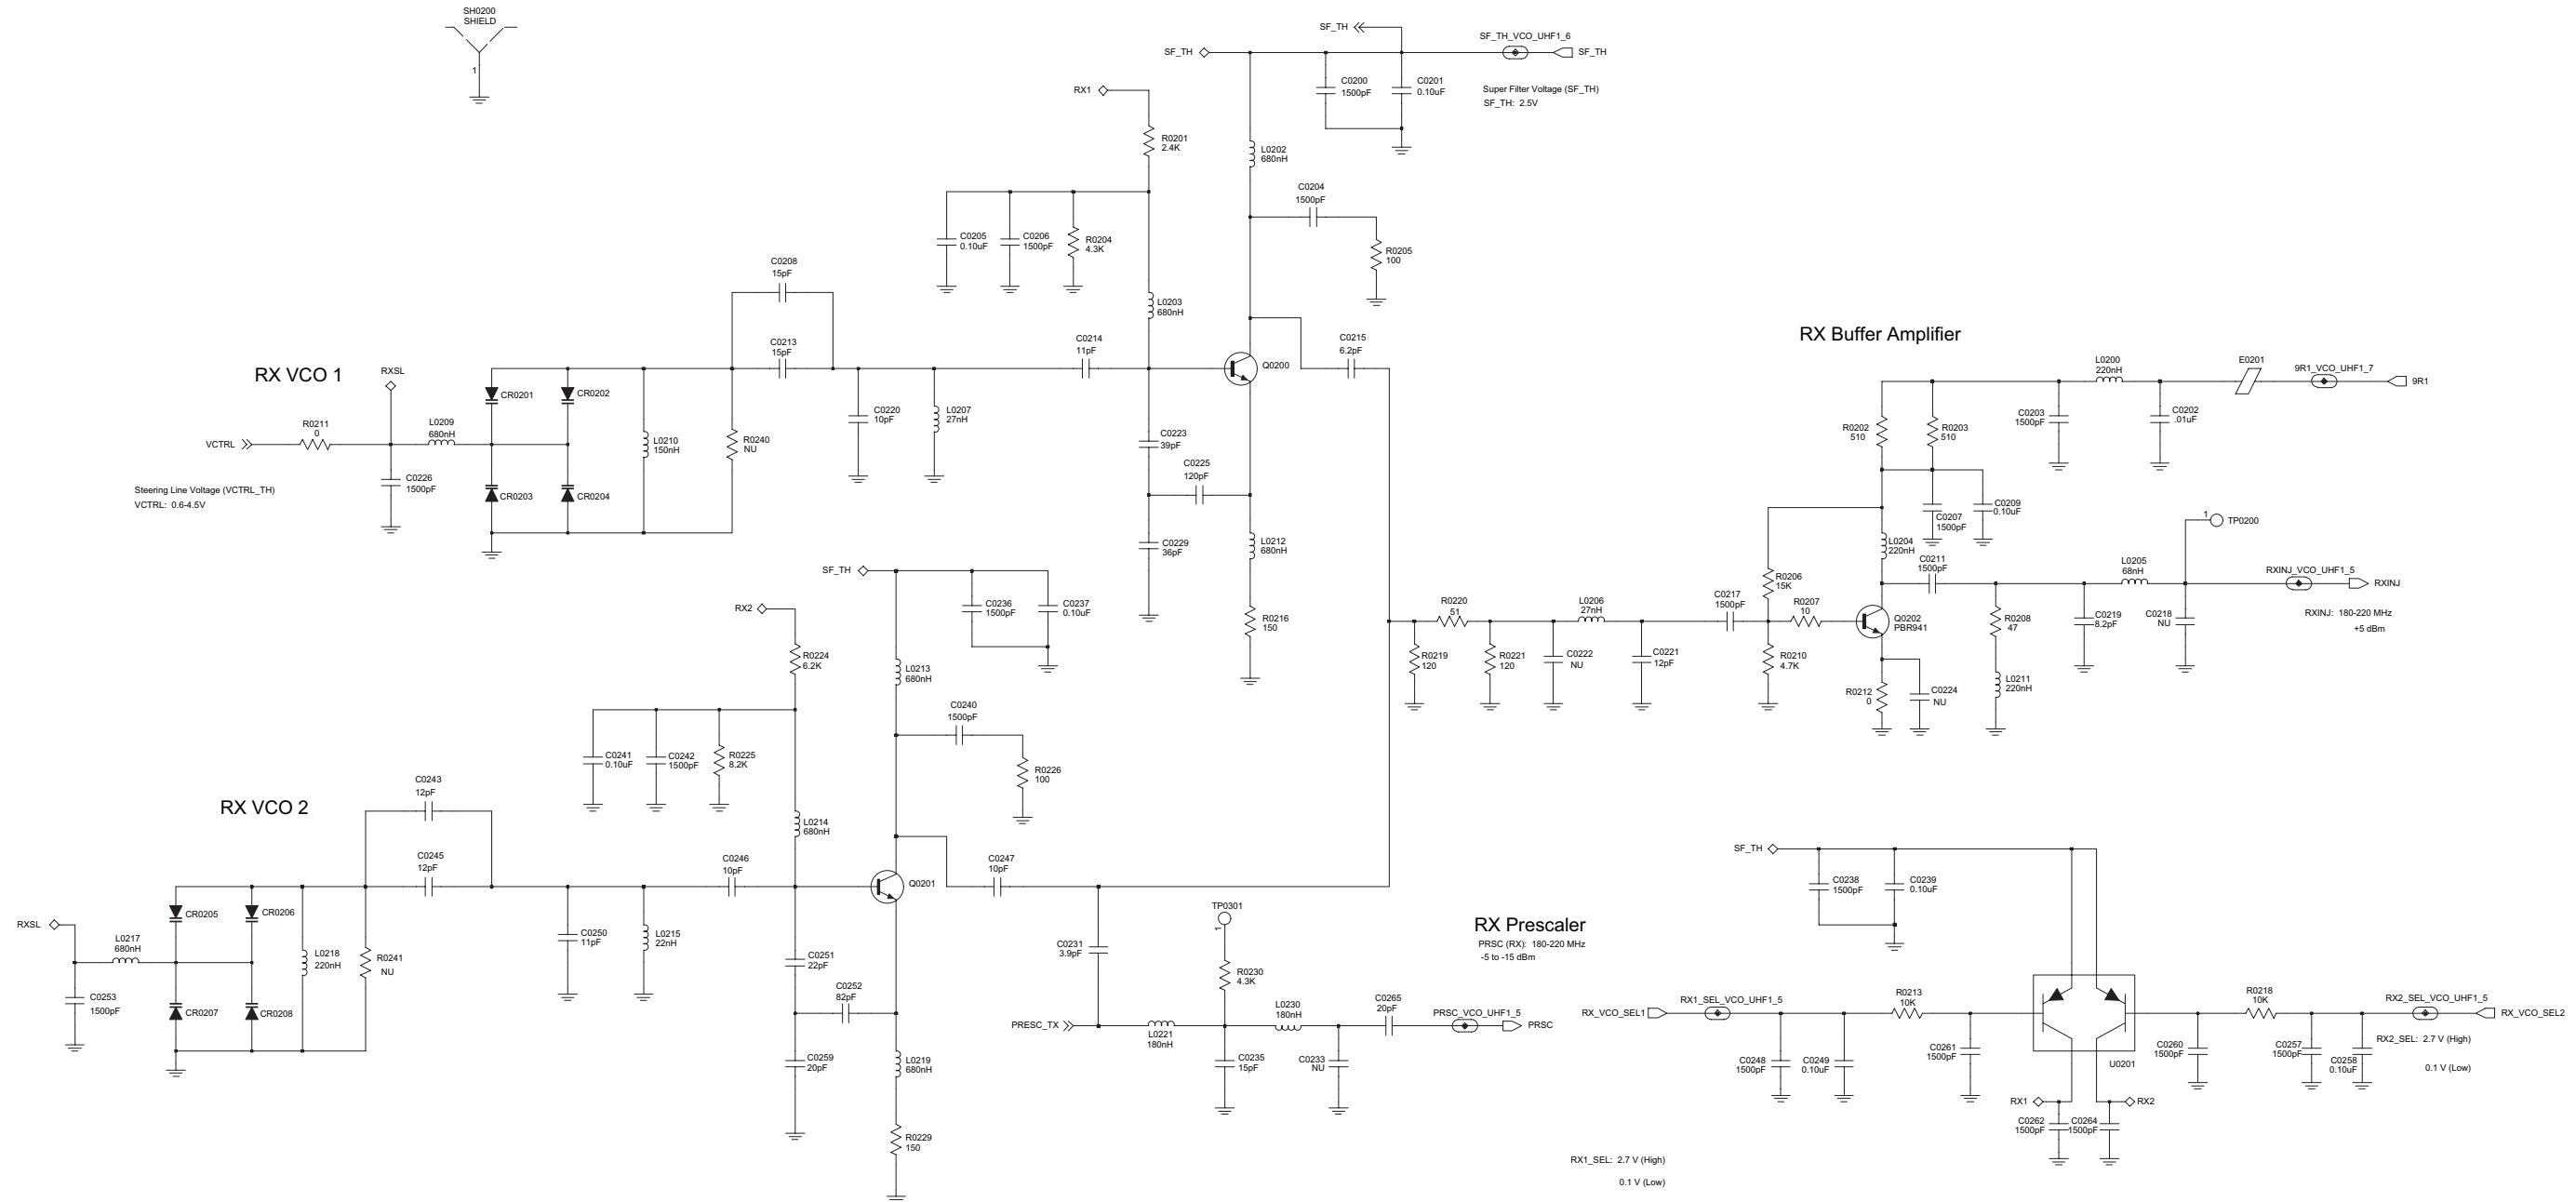 SH0200
SHIELD
1
SF_TH
SF_TH
SF_TH_VCO_UHF1_6
SF_TH
C0200
1500pF
C0201
0.10uF
Super Filter Voltage (SF_TH)
SF_TH: 2.5V
RX1
R0201
2.4K
L0202
680nH
C0204
1500pF
C0205
0.10uF
C0206
1500pF
R0204
4.3K
R0205
100
C0208
15pF
L0203
680nH
C0213
15pF
C0214
11pF
Q0200
C0215
6.2pF
RX VCO 1
RXSL
CR0201
CR0202
R0211
0
L0209
680nH
VCTRL
L0210
150nH
R0240
NU
C0220
10pF
L0207
27nH
C0223
39pF
C0225
120pF
C0226
1500pF
CR0203
CR0204
Steering Line Voltage (VCTRL_TH)
VCTRL: 0.6-4.5V
C0229
36pF
L0212
680nH
R0216
150
RX Buffer Amplifier
L0200
220nH
E0201
9R1_VCO_UHF1_7
9R1
C0203
1500pF
C0202
.01uF
R0202
510
R0203
510
C0207
1500pF
C0209
0.10uF
1
TP0200
L0204
220nH
C0211
1500pF
L0205
68nH
RXINJ_VCO_UHF1_5
RXINJ
RXINJ: 180-220 MHz
+5 dBm
R0206
15K
R0207
10
C0217
1500pF
L0206
27nH
R0220
51
Q0202
PBR941
R0208
47
C0219
8.2pF
C0218
NU
R0219
120
R0221
120
C0222
NU
C0221
12pF
R0210
4.7K
R0212
0
C0224
NU
L0211
220nH
SF_TH
C0236
1500pF
C0237
0.10uF
RX2
R0224
6.2K
L0213
680nH
C0240
1500pF
C0241
0.10uF
C0242
1500pF
R0225
8.2K
R0226
100
RX VCO 2
C0243
12pF
L0214
680nH
C0245
12pF
C0246
10pF
Q0201
C0247
10pF
RXSL
CR0205
CR0206
L0217
680nH
L0218
220nH
R0241
NU
C0250
11pF
L0215
22nH
C0251
22pF
C0252
82pF
C0253
1500pF
CR0207
CR0208
C0259
20pF
L0219
680nH
R0229
150
C0231
3.9pF
TP0301
1
RX Prescaler
PRSC (RX): 180-220 MHz
-5 to -15 dBm
R0230
4.3K
L0230
180nH
C0265
20pF
PRSC_VCO_UHF1_5
PRSC
PRESC_TX
L0221
180nH
C0235
15pF
C0233
NU
SF_TH
C0238
1500pF
C0239
0.10uF
RX_VCO_SEL1
RX1_SEL_VCO_UHF1_5
R0213
10K
R0218
10K
RX2_SEL_VCO_UHF1_5
RX_VCO_SEL2
C0248
1500pF
C0249
0.10uF
C0261
1500pF
U0201
C0260
1500pF
C0257
1500pF
C0258
0.10uF
RX2_SEL: 2.7 V (High)
0.1 V (Low)
RX1
RX2
C0262
1500pF
C0264
1500pF
RX1_SEL: 2.7 V (High)
0.1 V (Low)